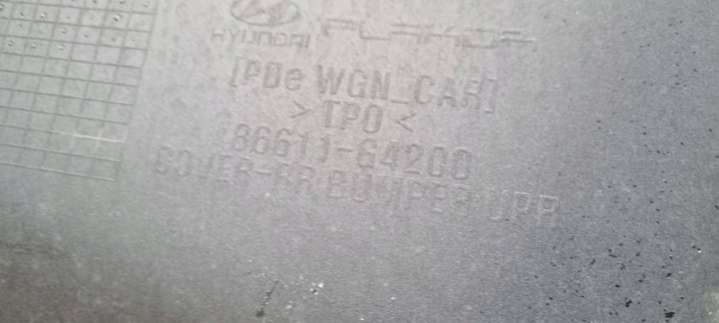 HYUNDAI
[PDe WGN_CAR]
>TPO<
86611-G4200
COVER-RR BUMPER UPR